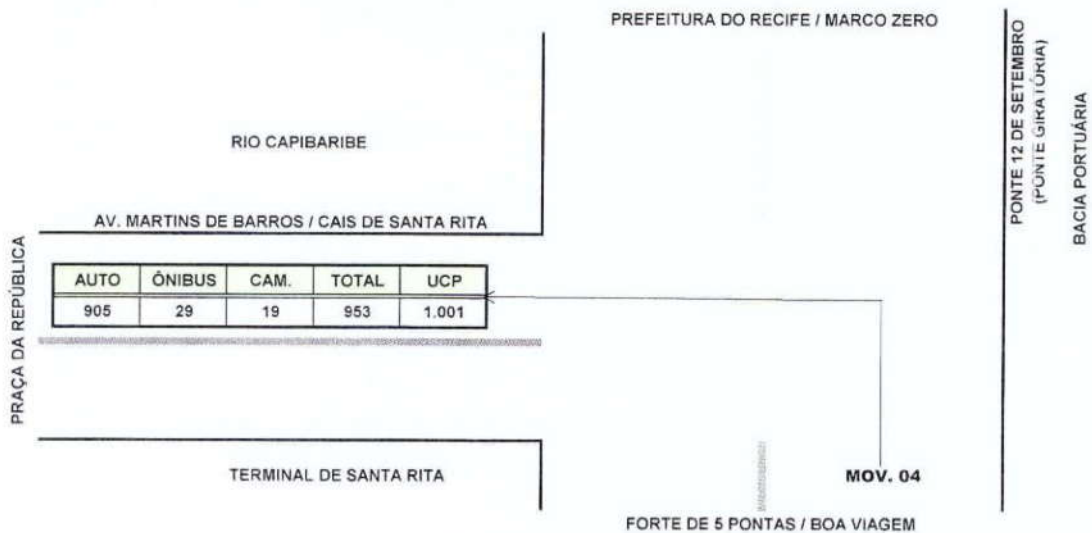 PREFEITURA DO RECIFE / MARCO ZERO
PONTE 12 DE SETEMBRO
(PONTE GIRATÓRIA)
BACIA PORTUÁRIA
RIO CAPIBARIBE
AV. MARTINS DE BARROS / CAIS DE SANTA RITA
PRAÇA DA REPÚBLICA
AUTO ÔNIBUS CAM. TOTAL UCP
905 29 19 953 1.001
TERMINAL DE SANTA RITA
MOV. 04
FORTE DE 5 PONTAS / BOA VIAGEM